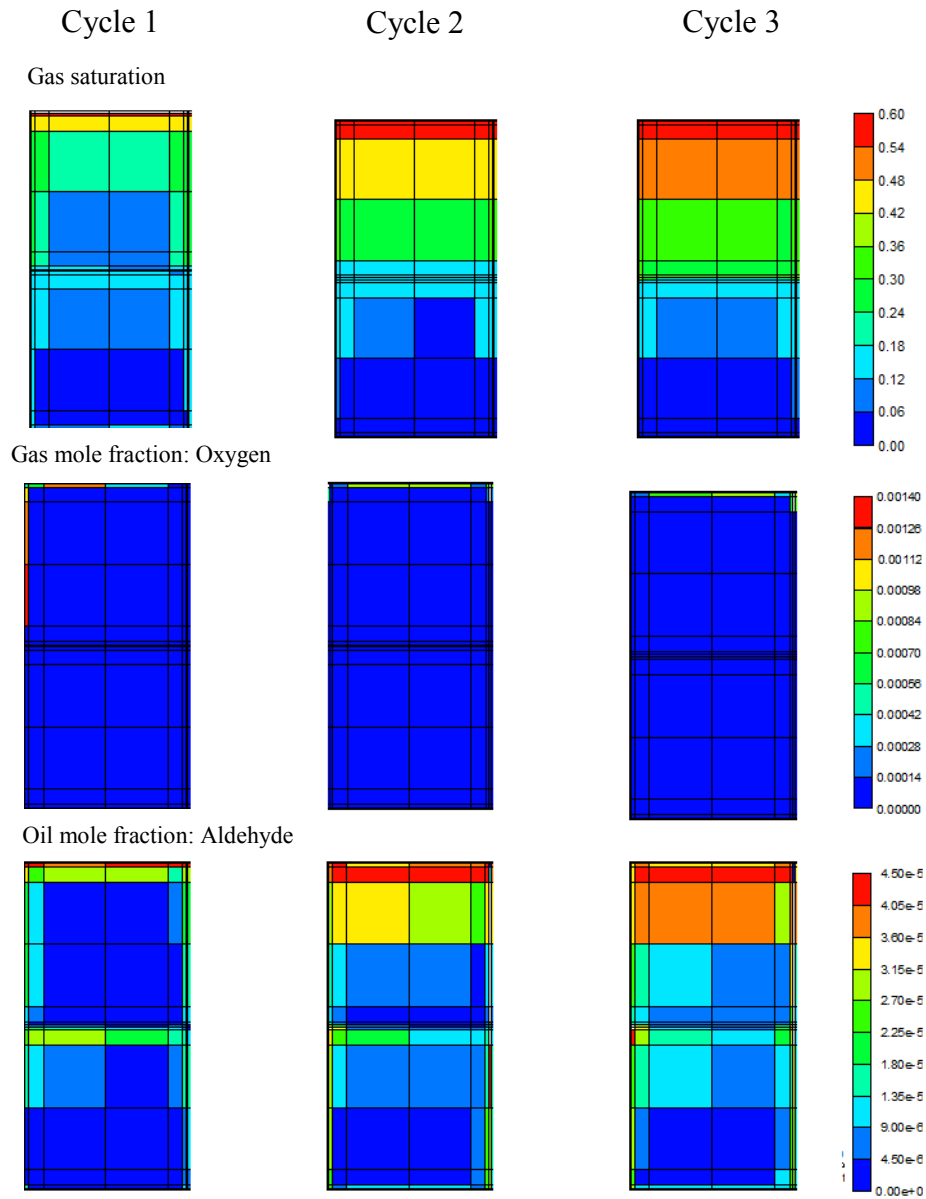 Cycle 1 Cycle 2 Cycle 3
Gas saturation
0.60
0.54
0.48
0.42
0.36
0.30
0.24
0.18
0.12
0.06
0.00
Gas mole fraction: Oxygen
0.00140
0.00126
0.00112
0.00098
0.00084
0.00070
0.00056
0.00042
0.00028
0.00014
0.00000
Oil mole fraction: Aldehyde
4.50e-5
4.05e-5
3.60e-5
3.15e-5
2.70e-5
2.25e-5
1.80e-5
1.35e-5
9.00e-6
4.50e-6
0.00e+0